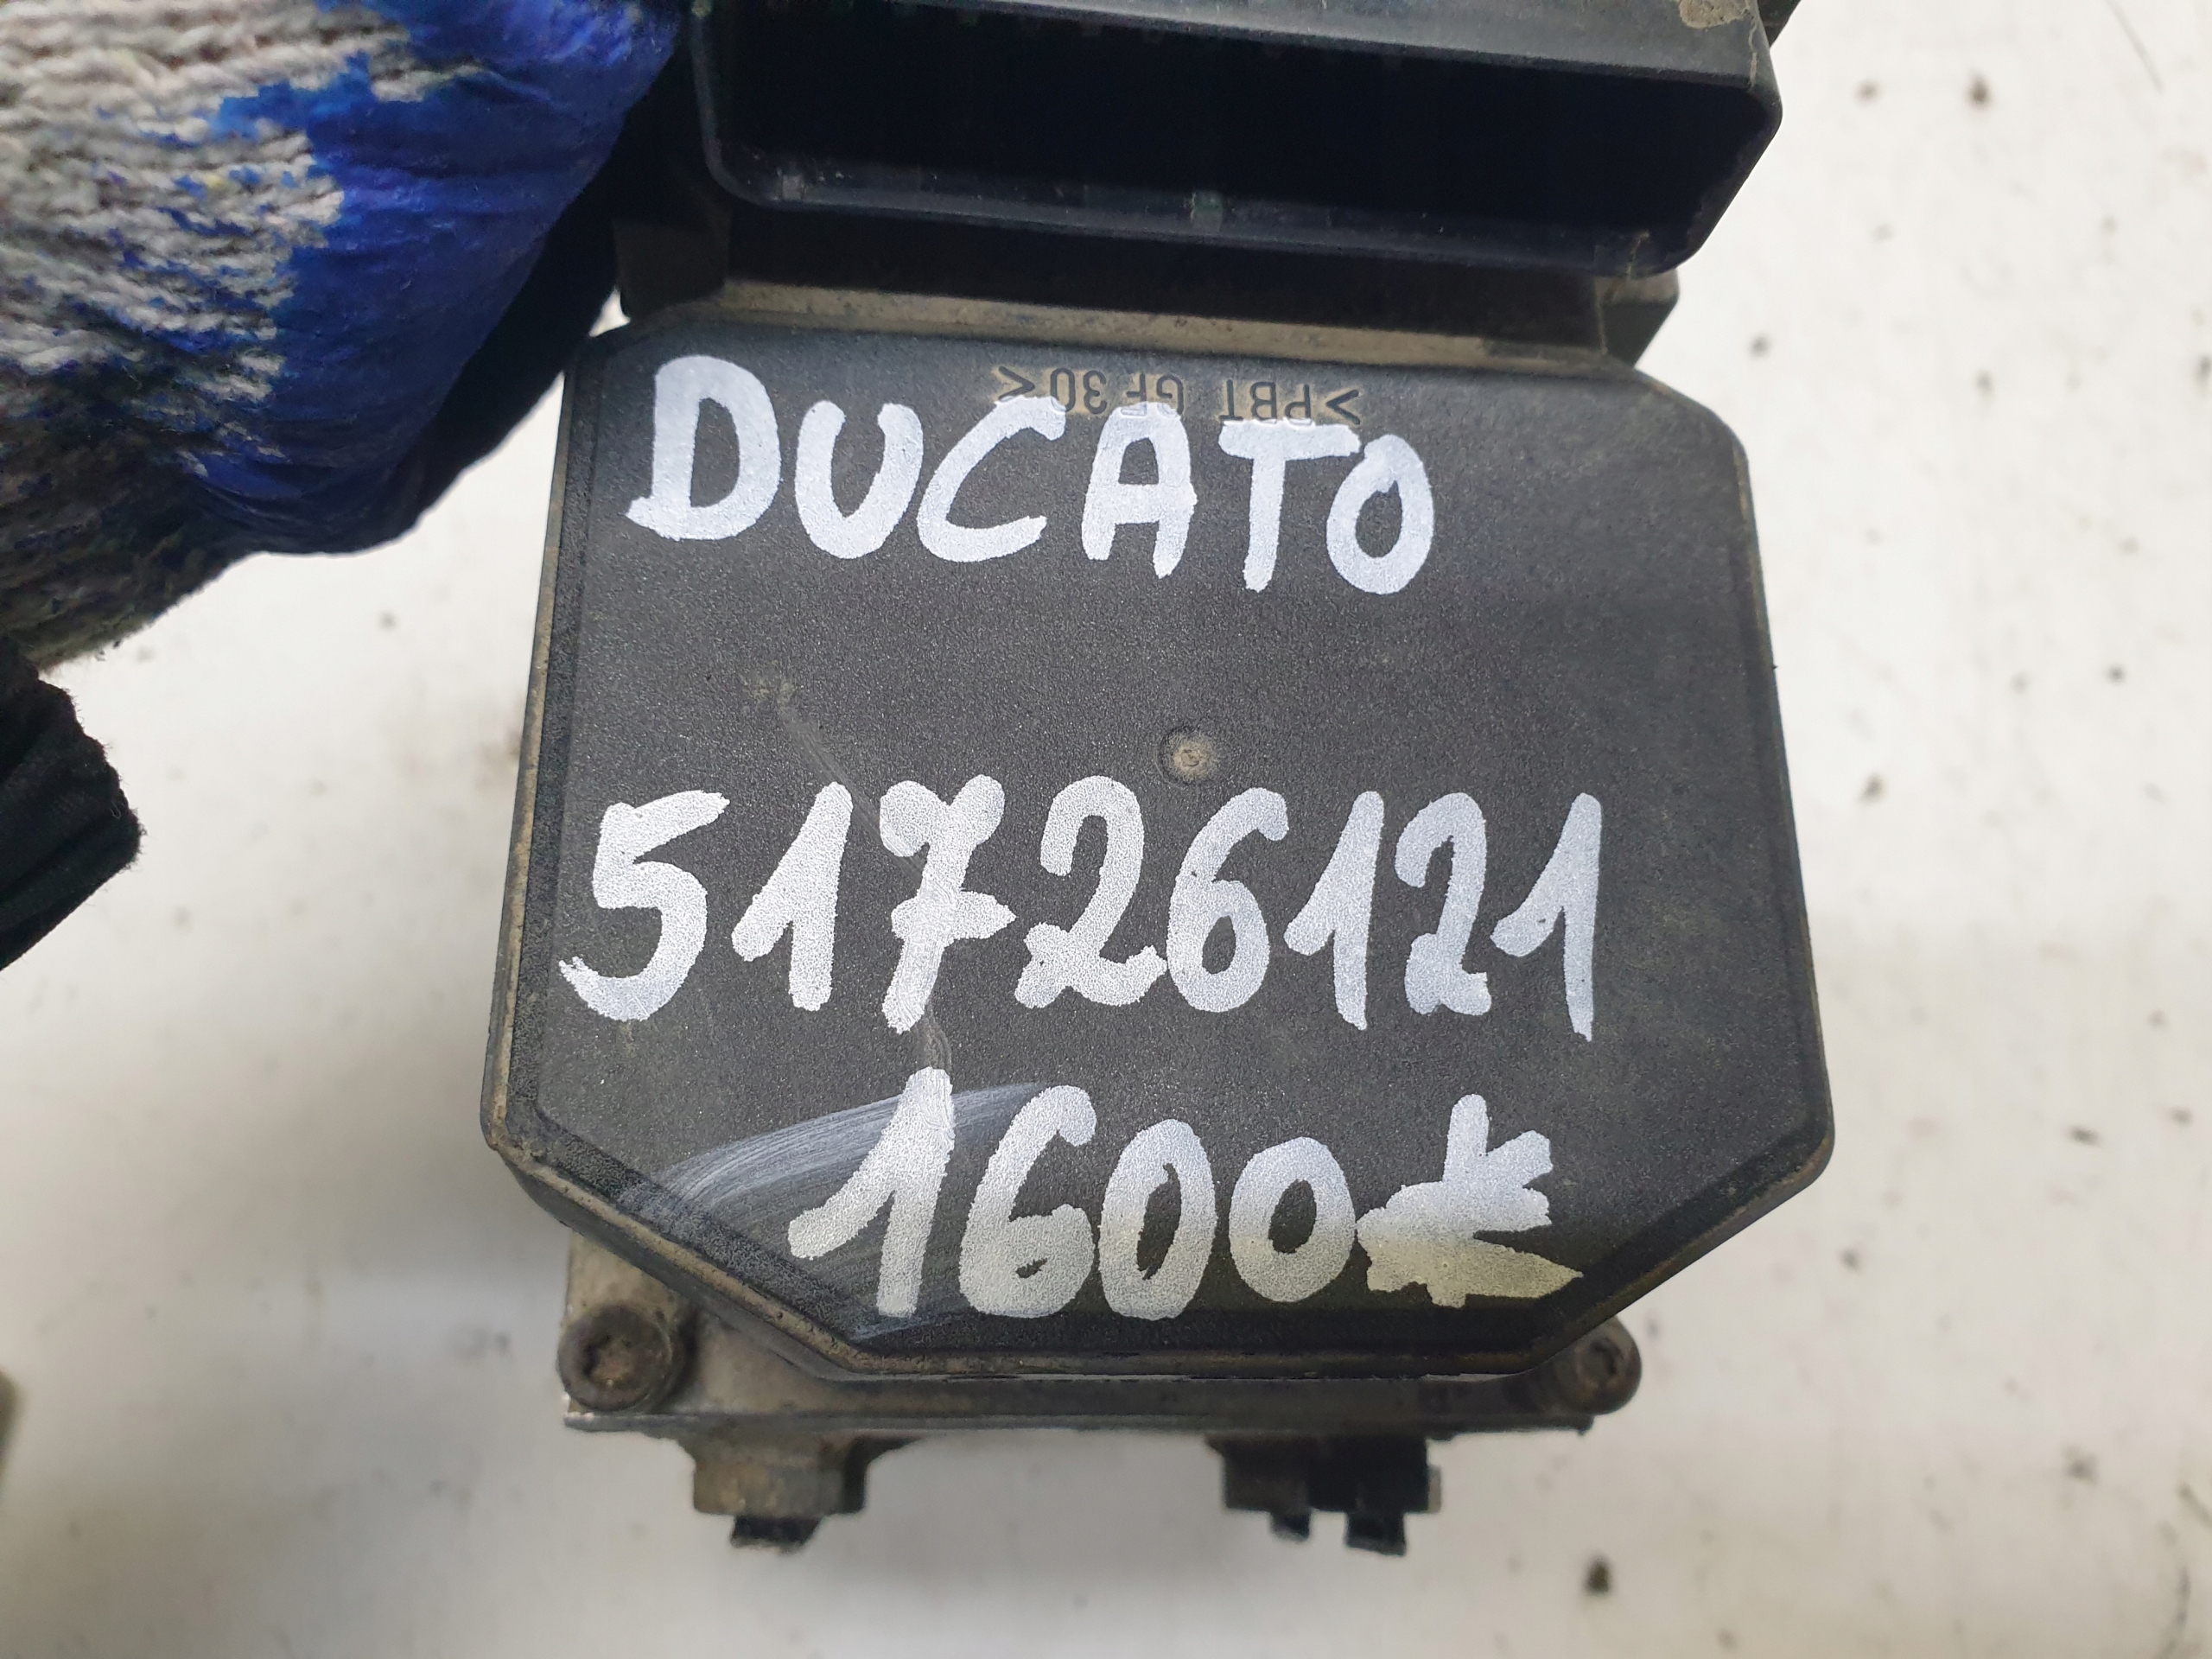 >PBT GF30<
DUCATO
51726121
1600